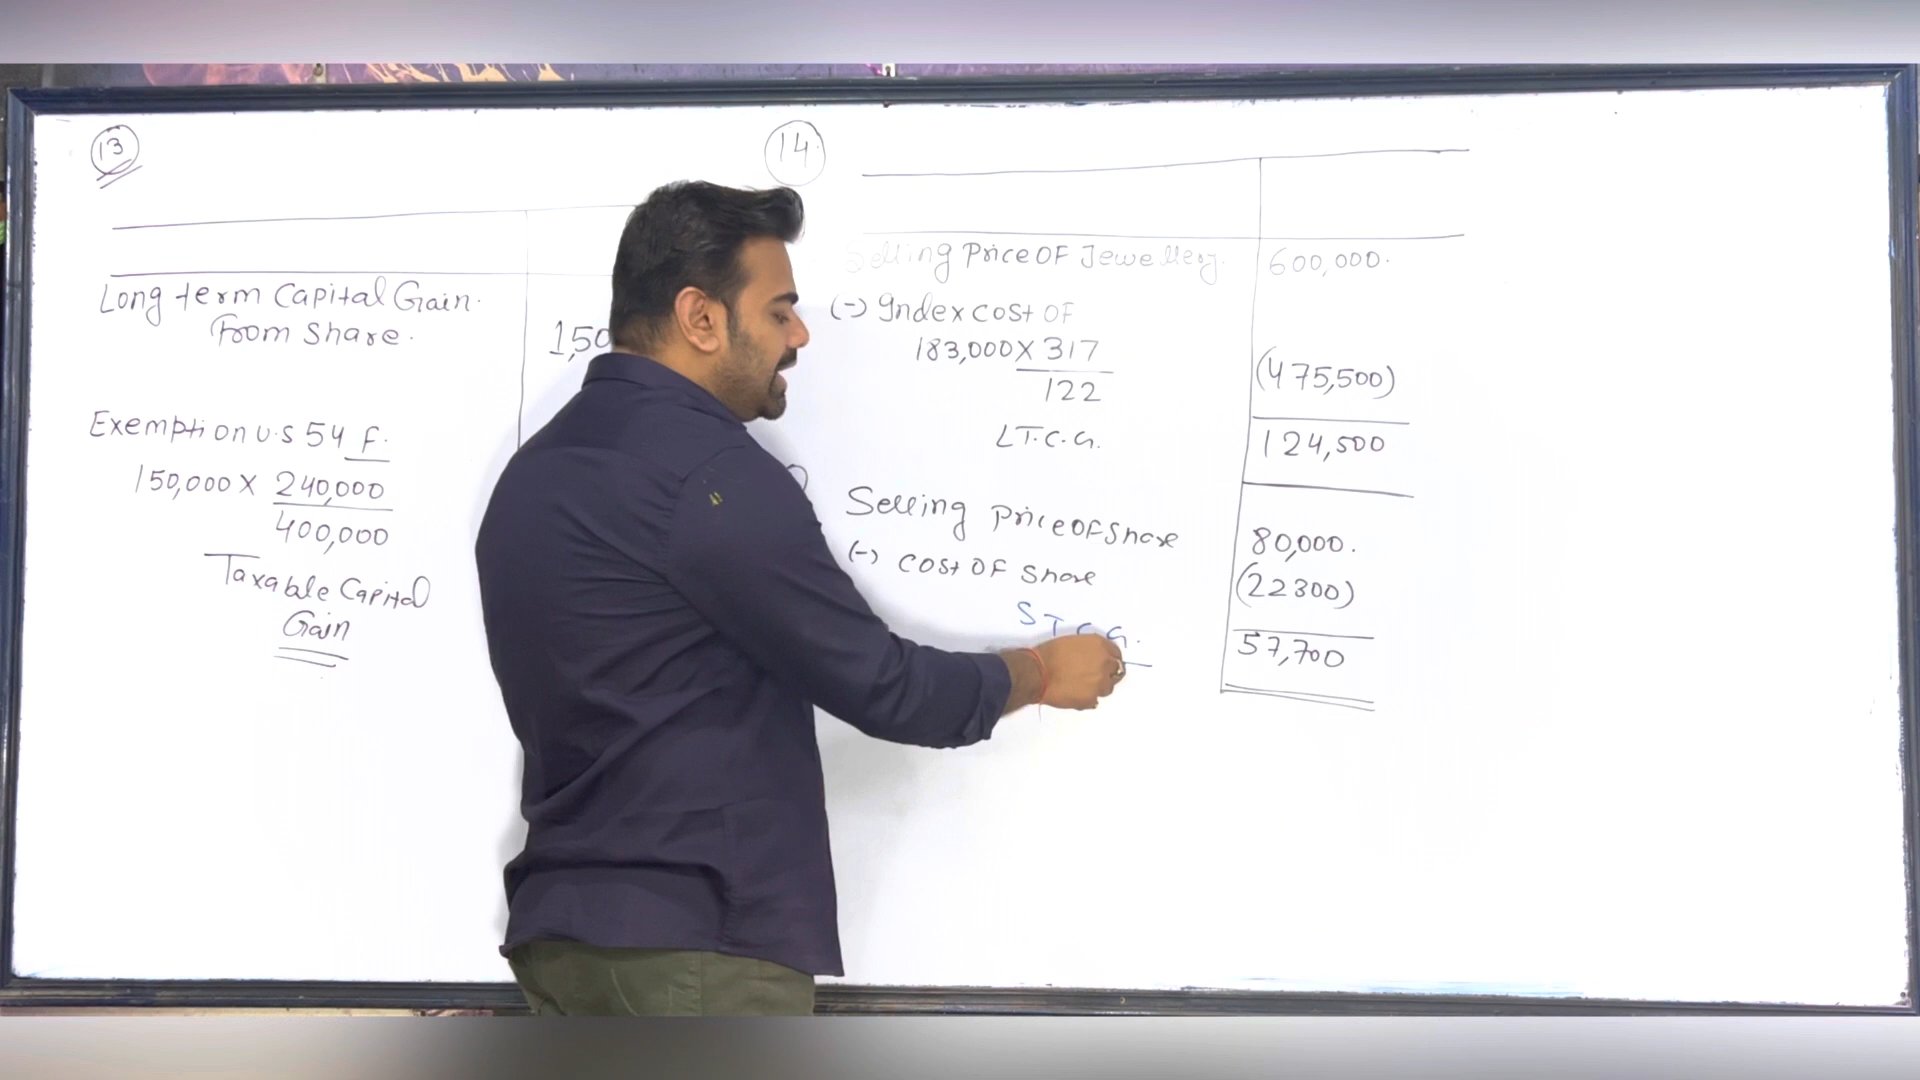 13
Long term Capital Gain.
From Share.
1,50
Exemption U.S 54 F.
150,000 X 240,000
400,000
Taxable Capital
Gain
14
Selling Price OF Jewellery. 600,000.
(-) Index cost OF
183,000 X 317
122
(475,500)
L.T.C.G. 124,500
Selling Price OF Share 80,000.
(-) Cost OF Share (22300)
S T C G. 57,700